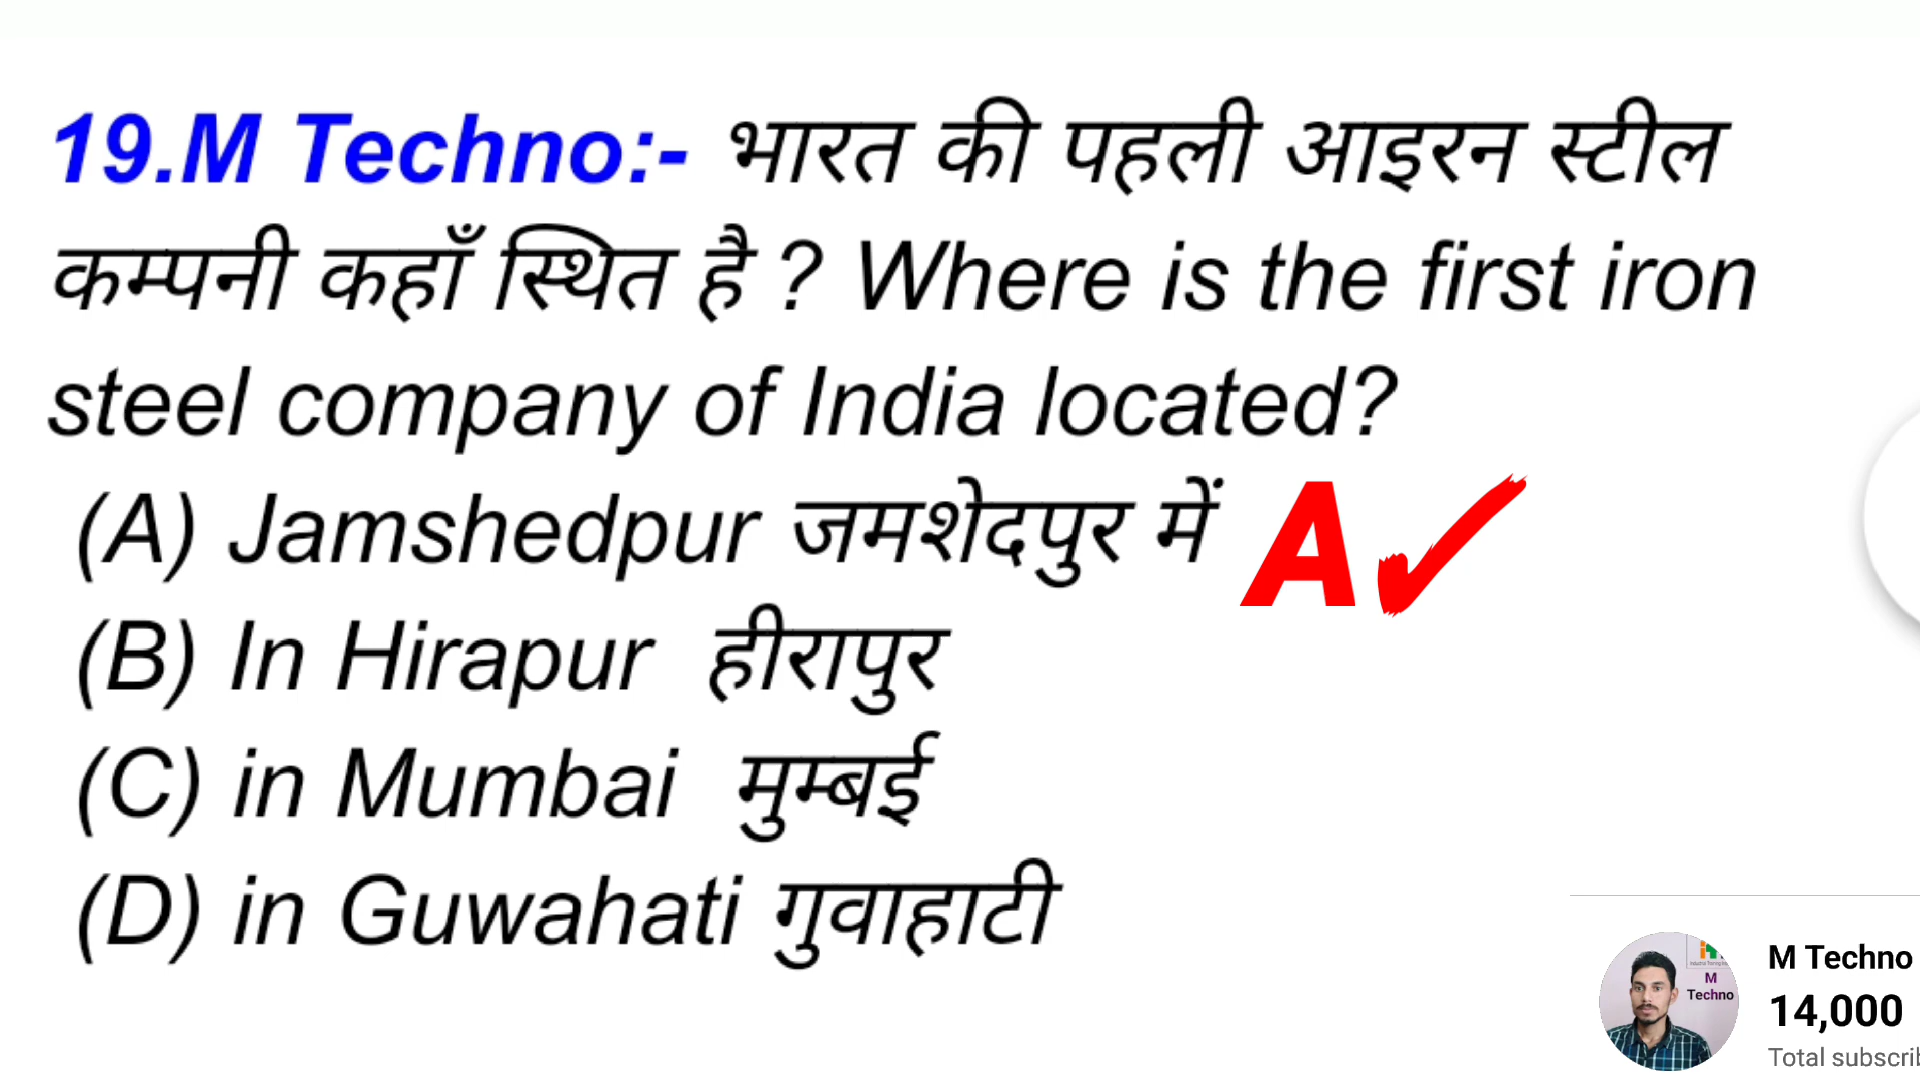 19.M Techno:- भारत की पहली आइरन स्टील
कम्पनी कहाँ स्थित है ? Where is the first iron
steel company of India located?
(A) Jamshedpur जमशेदपुर में A✓
(B) In Hirapur हीरापुर
(C) in Mumbai मुम्बई
(D) in Guwahati गुवाहाटी
M
Techno
M Techno
14,000
Total